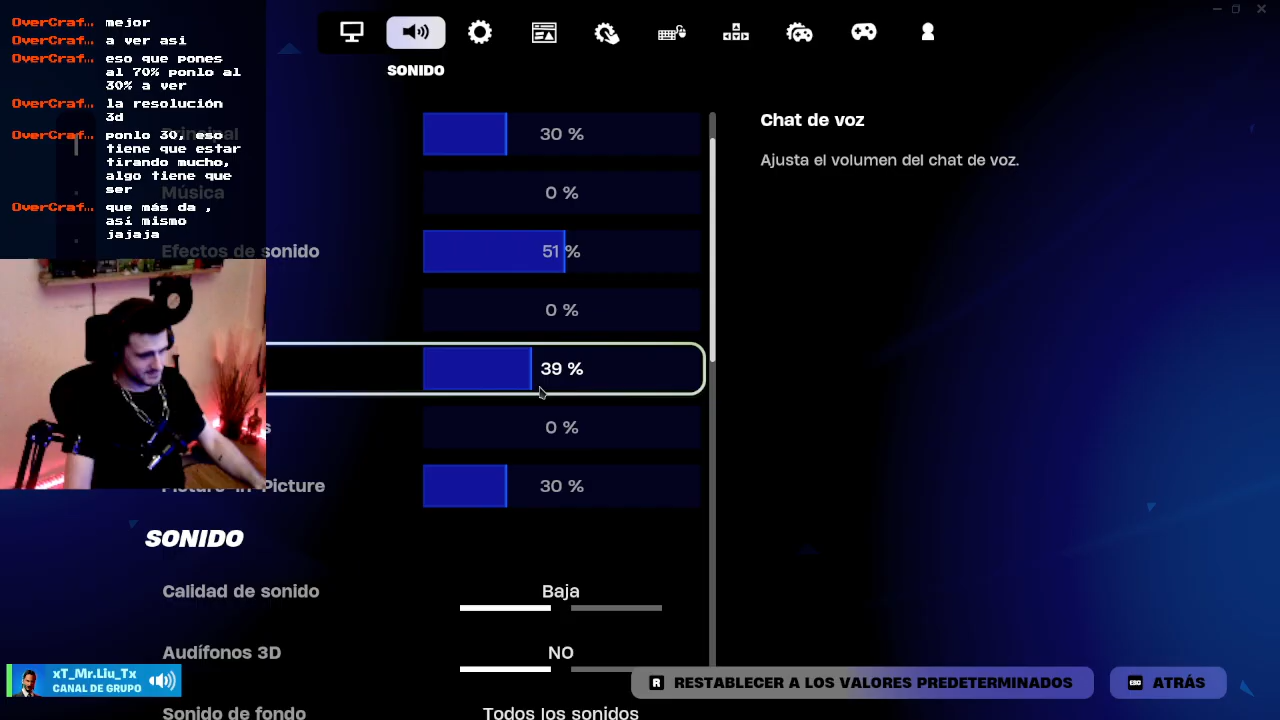 OverCraf… mejor
OverCraf… a ver asi
OverCraf… eso que pones
al 70% ponlo al
30% a ver
OverCraf… la resolución
3d
OverCraf… ponlo 30, eso
tiene que estar
tirando mucho,
algo tiene que
ser
OverCraf… que más da ,
así mismo
jajaja
SONIDO
Principal 30 %
Música 0 %
Efectos de sonido 51 %
0 %
39 %
0 %
Picture-in-Picture 30 %
SONIDO
Calidad de sonido Baja
Audífonos 3D NO
Sonido de fondo Todos los sonidos
Chat de voz
Ajusta el volumen del chat de voz.
xT_Mr.Liu_Tx
CANAL DE GRUPO
R RESTABLECER A LOS VALORES PREDETERMINADOS
ESC ATRÁS